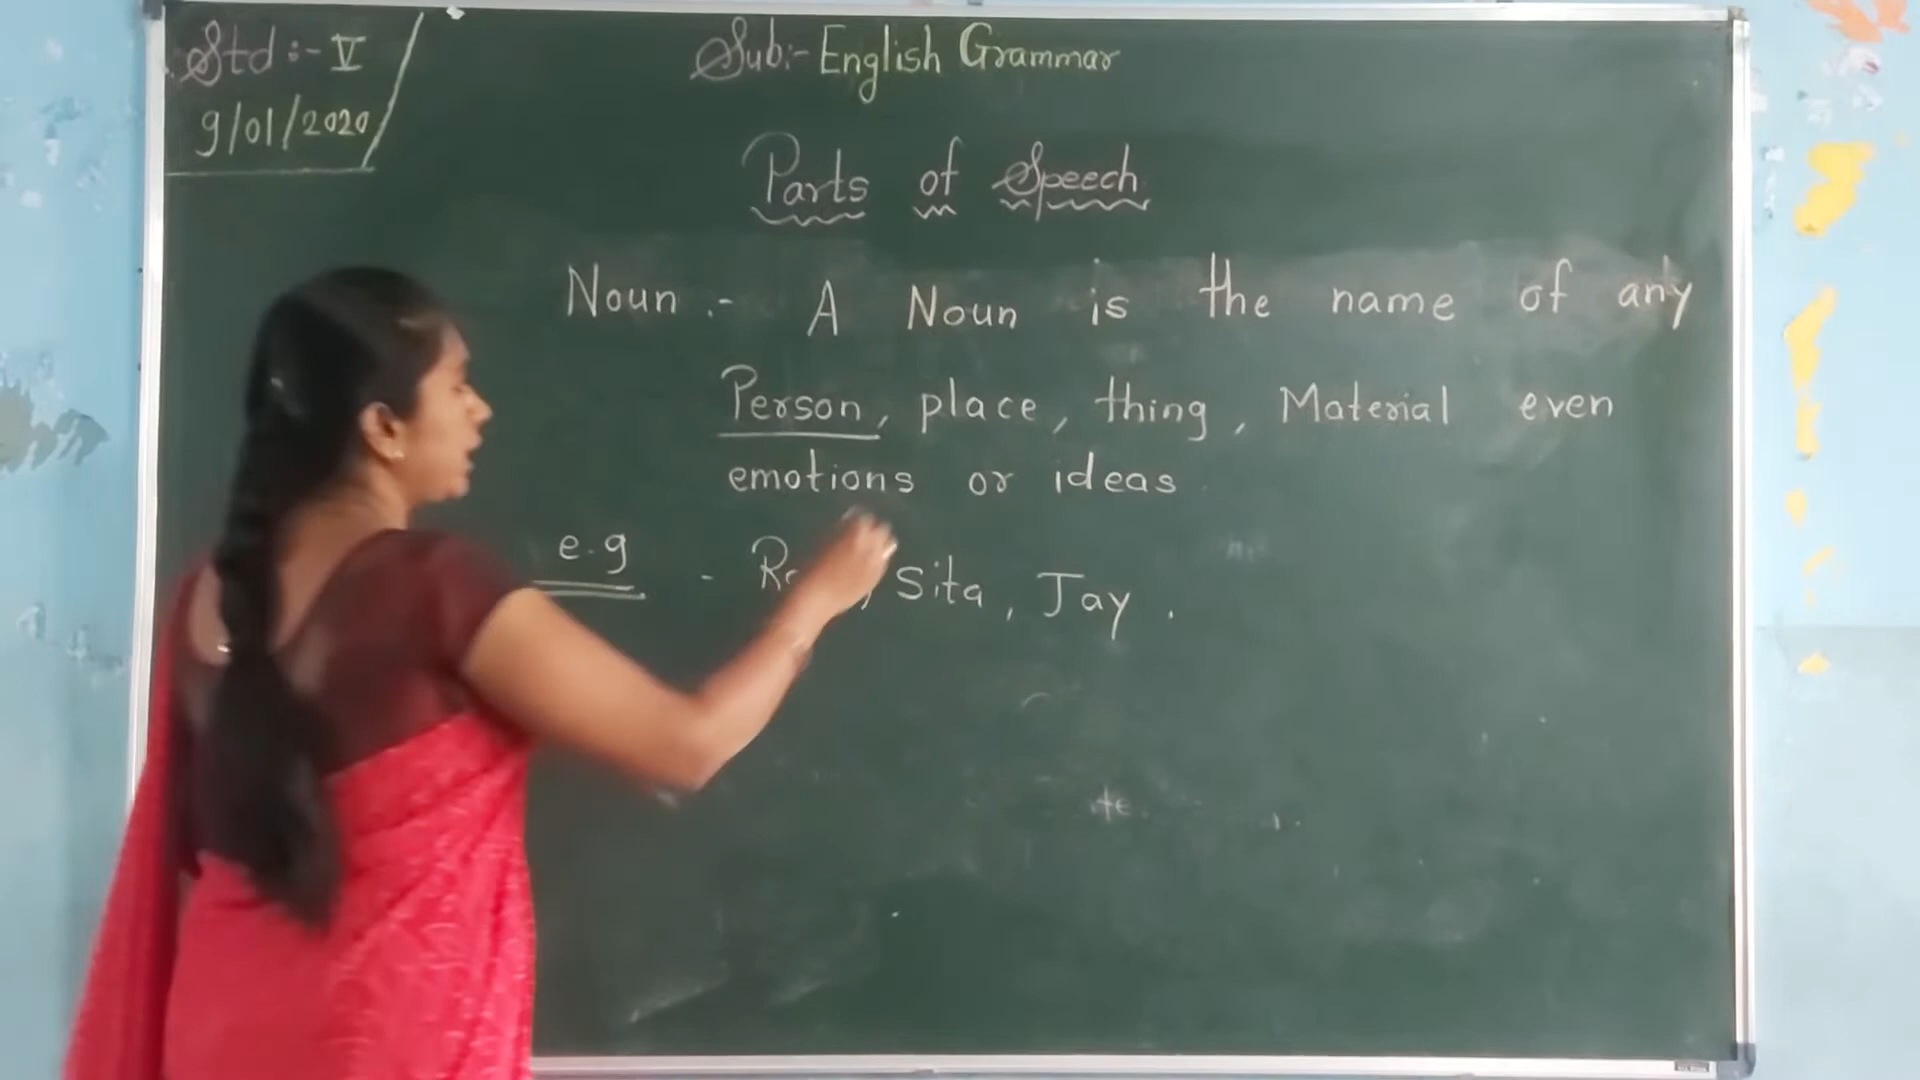 Std :- V
9/01/2020
Sub:- English Grammar
Parts of Speech
Noun :- A Noun is the name of any
Person, place, thing, Material even
emotions or ideas
e.g - , Sita, Jay.